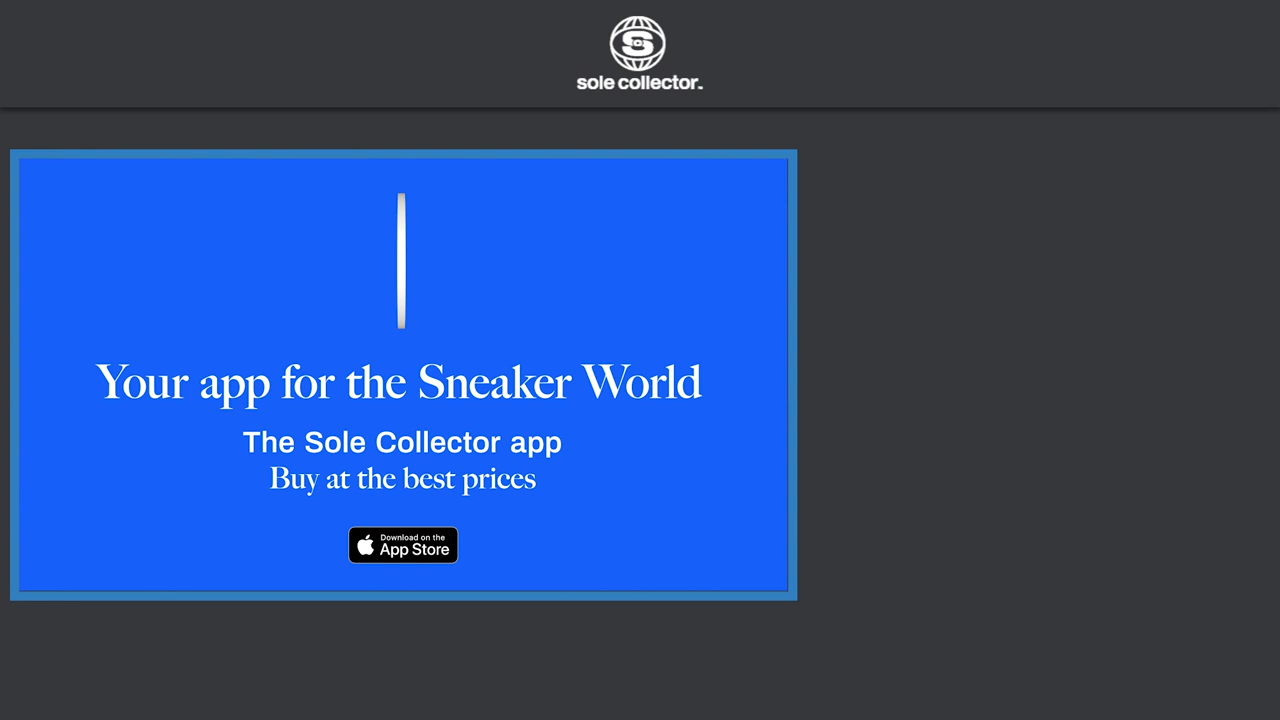 S
sole collector.
Your app for the Sneaker World
The Sole Collector app
Buy at the best prices
Download on the
App Store